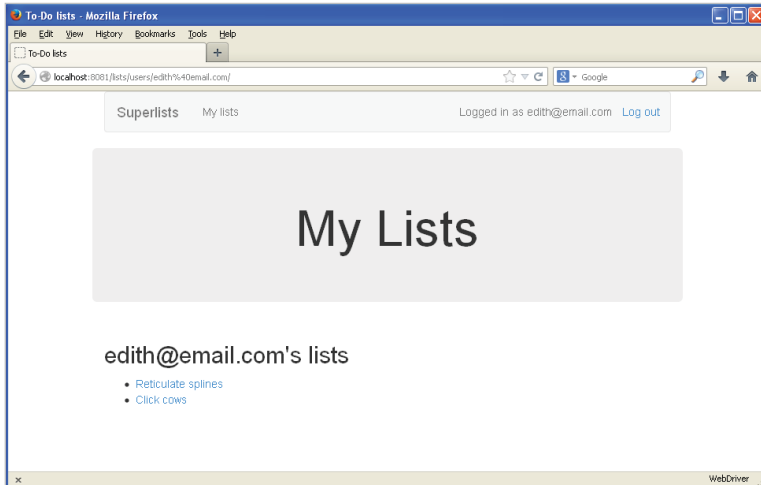 To-Do lists - Mozilla Firefox
File Edit View History Bookmarks Tools Help
To-Do lists
localhost:8081/lists/users/edith%40email.com/ Google
Superlists My lists Logged in as edith@email.com Log out
My Lists
edith@email.com's lists
Reticulate splines
Click cows
x WebDriver